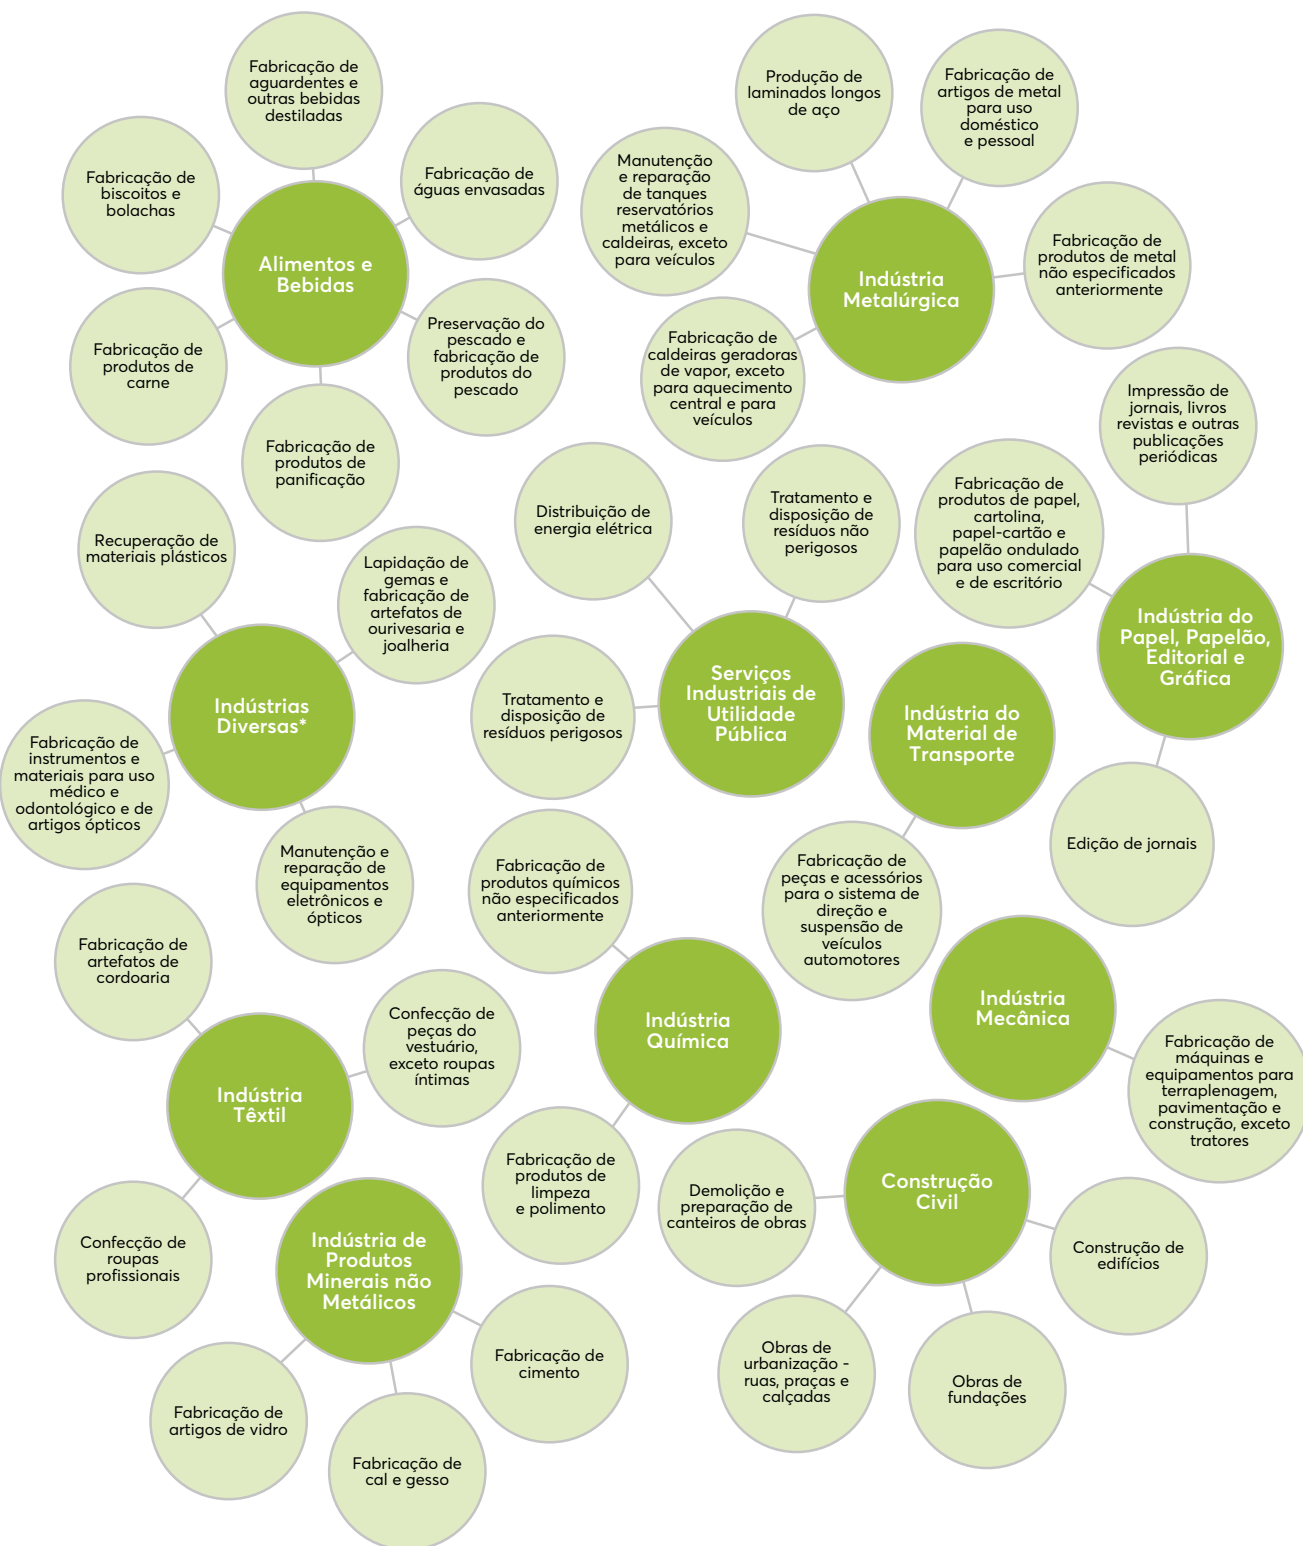 Fabricação de
aguardentes e
outras bebidas
destiladas
Fabricação de
biscoitos e
bolachas
Fabricação de
águas envasadas
Alimentos e
Bebidas
Fabricação de
produtos de
carne
Preservação do
pescado e
fabricação de
produtos do
pescado
Fabricação de
produtos de
panificação
Produção de
laminados longos
de aço
Fabricação de
artigos de metal
para uso
doméstico
e pessoal
Manutenção
e reparação
de tanques
reservatórios
metálicos e
caldeiras, exceto
para veículos
Indústria
Metalúrgica
Fabricação de
produtos de metal
não especificados
anteriormente
Fabricação de
caldeiras geradoras
de vapor, exceto
para aquecimento
central e para
veículos
Impressão de
jornais, livros
revistas e outras
publicações
periódicas
Fabricação de
produtos de papel,
cartolina,
papel-cartão e
papelão ondulado
para uso comercial
e de escritório
Indústria do
Papel, Papelão,
Editorial e
Gráfica
Edição de jornais
Distribuição de
energia elétrica
Tratamento e
disposição de
resíduos não
perigosos
Tratamento e
disposição de
resíduos perigosos
Serviços
Industriais de
Utilidade
Pública
Indústria do
Material de
Transporte
Fabricação de
peças e acessórios
para o sistema de
direção e
suspensão de
veículos
automotores
Recuperação de
materiais plásticos
Lapidação de
gemas e
fabricação de
artefatos de
ourivesaria e
joalheria
Indústrias
Diversas*
Fabricação de
instrumentos e
materiais para uso
médico e
odontológico e de
artigos ópticos
Manutenção e
reparação de
equipamentos
eletrônicos e
ópticos
Fabricação de
produtos químicos
não especificados
anteriormente
Indústria
Química
Fabricação de
produtos de
limpeza
e polimento
Indústria
Mecânica
Fabricação de
máquinas e
equipamentos para
terraplenagem,
pavimentação e
construção, exceto
tratores
Fabricação de
artefatos de
cordoaria
Confecção de
peças do
vestuário,
exceto roupas
íntimas
Indústria
Têxtil
Confecção de
roupas
profissionais
Indústria de
Produtos
Minerais não
Metálicos
Fabricação de
cimento
Fabricação de
artigos de vidro
Fabricação de
cal e gesso
Demolição e
preparação de
canteiros de obras
Construção
Civil
Construção de
edifícios
Obras de
urbanização -
ruas, praças e
calçadas
Obras de
fundações